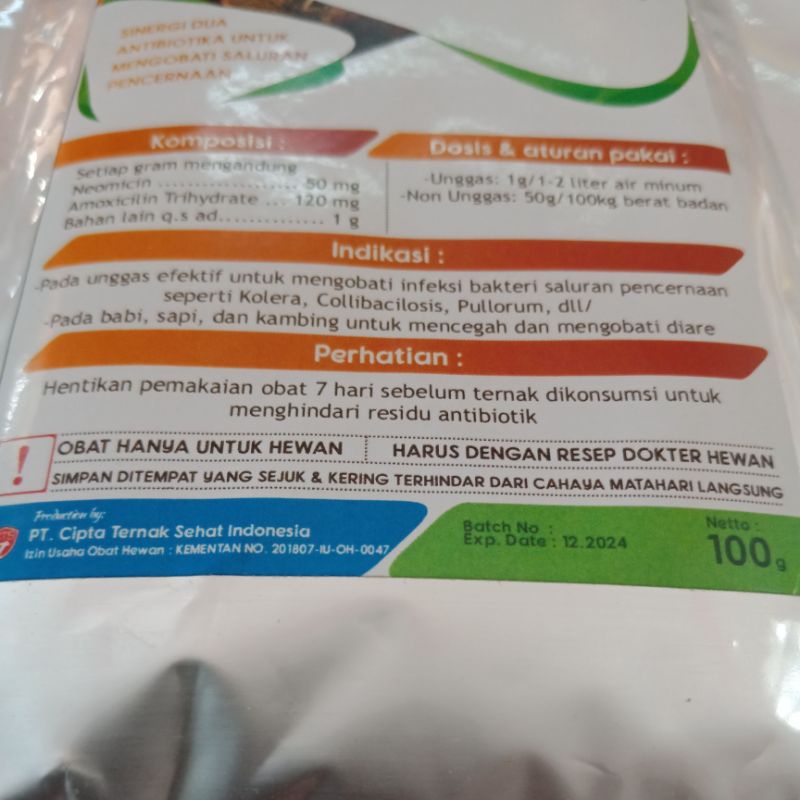 SINERGI DUA
ANTIBIOTIKA UNTUK
MENGOBATI SALURAN
PENCERNAAN
Komposisi :
Setiap gram mengandung
Neomicin .................... 50 mg
Amoxicilin Trihydrate ... 120 mg
Bahan lain q.s ad............... 1 g
Dosis & aturan pakai :
-Unggas: 1g/1-2 liter air minum
-Non Unggas: 50g/100kg berat badan
Indikasi :
-Pada unggas efektif untuk mengobati infeksi bakteri saluran pencernaan
seperti Kolera, Collibacilosis, Pullorum, dll/
-Pada babi, sapi, dan kambing untuk mencegah dan mengobati diare
Perhatian :
Hentikan pemakaian obat 7 hari sebelum ternak dikonsumsi untuk
menghindari residu antibiotik
! OBAT HANYA UNTUK HEWAN
HARUS DENGAN RESEP DOKTER HEWAN
SIMPAN DITEMPAT YANG SEJUK & KERING TERHINDAR DARI CAHAYA MATAHARI LANGSUNG
Production by:
PT. Cipta Ternak Sehat Indonesia
Izin Usaha Obat Hewan : KEMENTAN NO. 201807-IU-OH-0047
Batch No :
Exp. Date : 12.2024
Netto :
100g